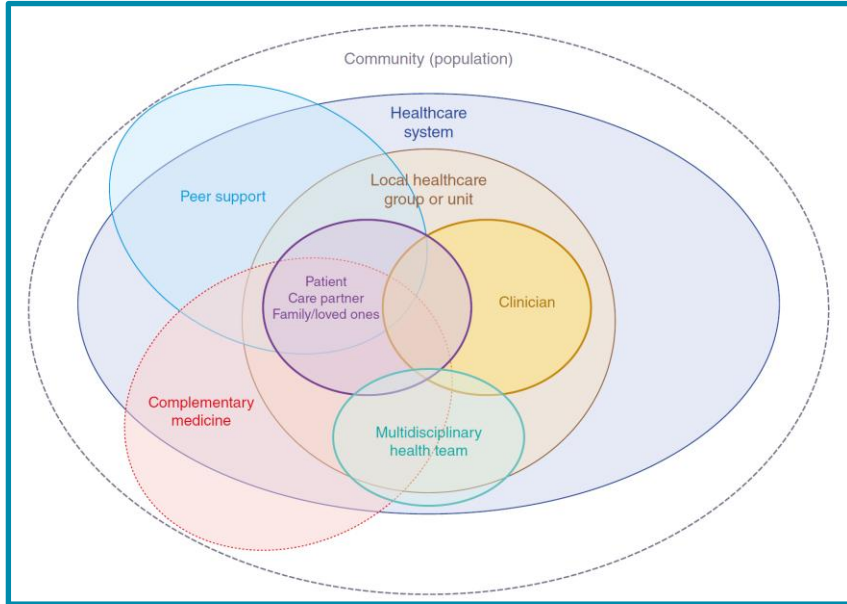 Community (population)
Healthcare
system
Local healthcare
group or unit
Peer support
Patient
Care partner
Family/loved ones
Clinician
Complementary
medicine
Multidisciplinary
health team